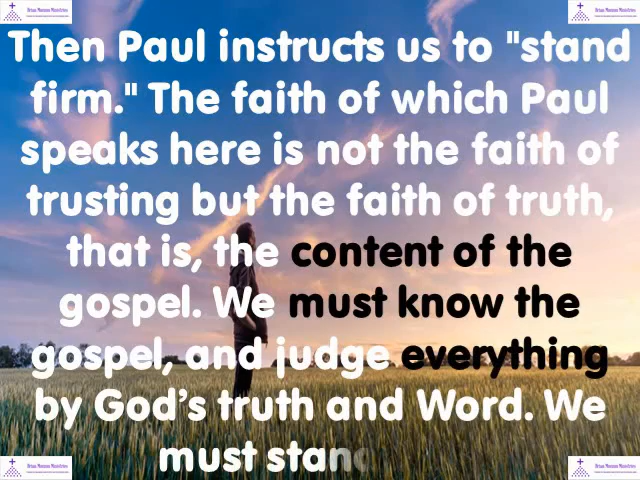 Then Paul instructs us to "stand
firm." The faith of which Paul
speaks here is not the faith of
trusting but the faith of truth,
that is, the content of the
gospel. We must know the
gospel, and judge everything
by God’s truth and Word. We
must stan